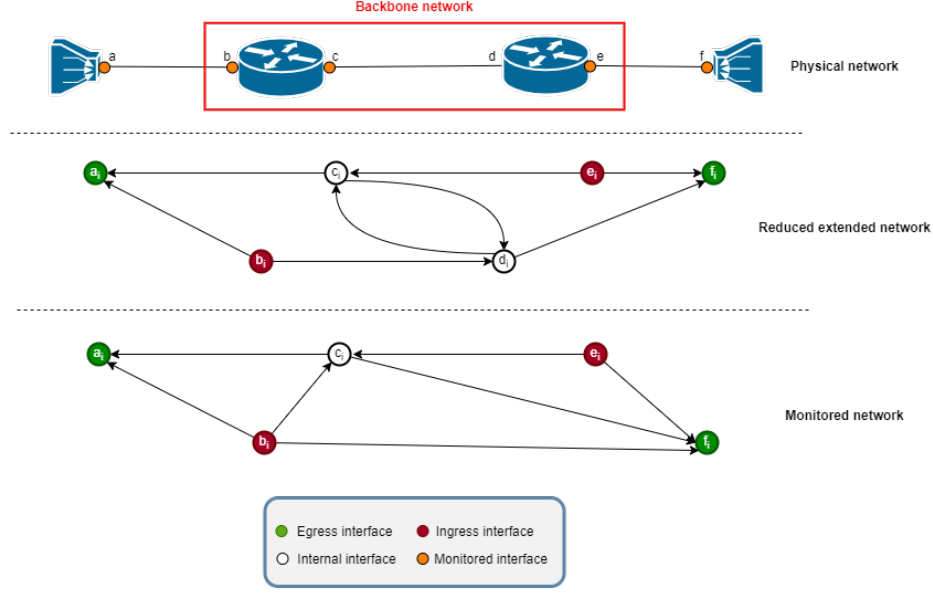 Backbone network
a
b
c
d
e
f
Physical network
ai
ci
ei
fi
Reduced extended network
bi
di
ai
ci
ei
Monitored network
bi
fi
Egress interface
Ingress interface
Internal interface
Monitored interface